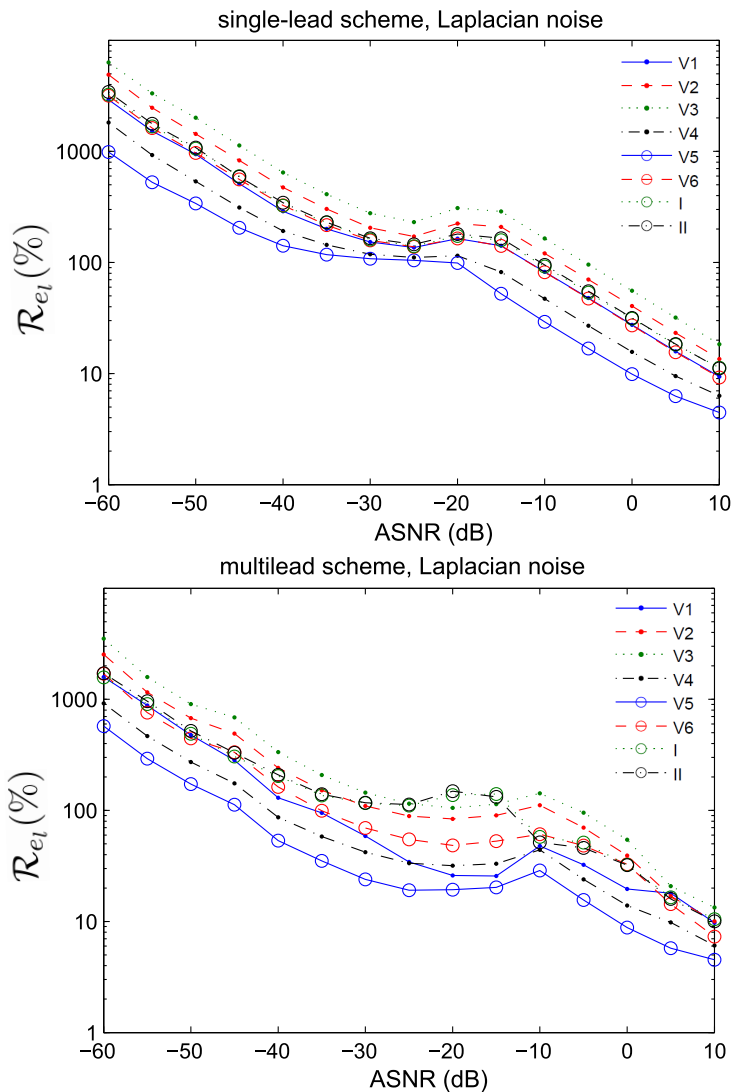 single-lead scheme, Laplacian noise
V1
V2
V3
V4
V5
V6
I
II
1000
100
10
1
ℛₑₗ(%)
−60 −50 −40 −30 −20 −10 0 10
ASNR (dB)
multilead scheme, Laplacian noise
V1
V2
V3
V4
V5
V6
I
II
1000
100
10
1
ℛₑₗ(%)
−60 −50 −40 −30 −20 −10 0 10
ASNR (dB)